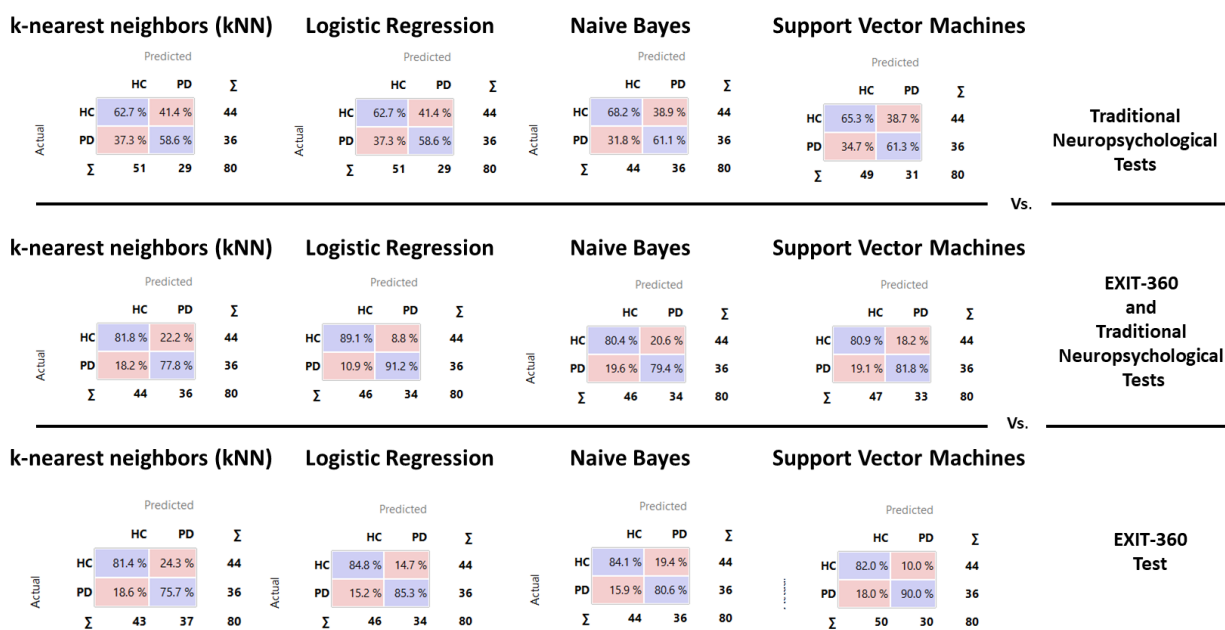 k-nearest neighbors (kNN) Logistic Regression Naive Bayes Support Vector Machines
Predicted Predicted Predicted Predicted
HC PD Σ HC PD Σ HC PD Σ HC PD Σ
HC 62.7 % 41.4 % 44 HC 62.7 % 41.4 % 44 HC 68.2 % 38.9 % 44 HC 65.3 % 38.7 % 44
Actual Actual Actual Actual
PD 37.3 % 58.6 % 36 PD 37.3 % 58.6 % 36 PD 31.8 % 61.1 % 36 PD 34.7 % 61.3 % 36
Σ 51 29 80 Σ 51 29 80 Σ 44 36 80 Σ 49 31 80
Traditional
Neuropsychological
Tests
Vs.
k-nearest neighbors (kNN) Logistic Regression Naive Bayes Support Vector Machines
Predicted Predicted Predicted Predicted
HC PD Σ HC PD Σ HC PD Σ HC PD Σ
HC 81.8 % 22.2 % 44 HC 89.1 % 8.8 % 44 HC 80.4 % 20.6 % 44 HC 80.9 % 18.2 % 44
Actual Actual Actual Actual
PD 18.2 % 77.8 % 36 PD 10.9 % 91.2 % 36 PD 19.6 % 79.4 % 36 PD 19.1 % 81.8 % 36
Σ 44 36 80 Σ 46 34 80 Σ 46 34 80 Σ 47 33 80
EXIT-360
and
Traditional
Neuropsychological
Tests
Vs.
k-nearest neighbors (kNN) Logistic Regression Naive Bayes Support Vector Machines
Predicted Predicted Predicted Predicted
HC PD Σ HC PD Σ HC PD Σ HC PD Σ
HC 81.4 % 24.3 % 44 HC 84.8 % 14.7 % 44 HC 84.1 % 19.4 % 44 HC 82.0 % 10.0 % 44
Actual Actual Actual
PD 18.6 % 75.7 % 36 PD 15.2 % 85.3 % 36 PD 15.9 % 80.6 % 36 PD 18.0 % 90.0 % 36
Σ 43 37 80 Σ 46 34 80 Σ 44 36 80 Σ 50 30 80
EXIT-360
Test